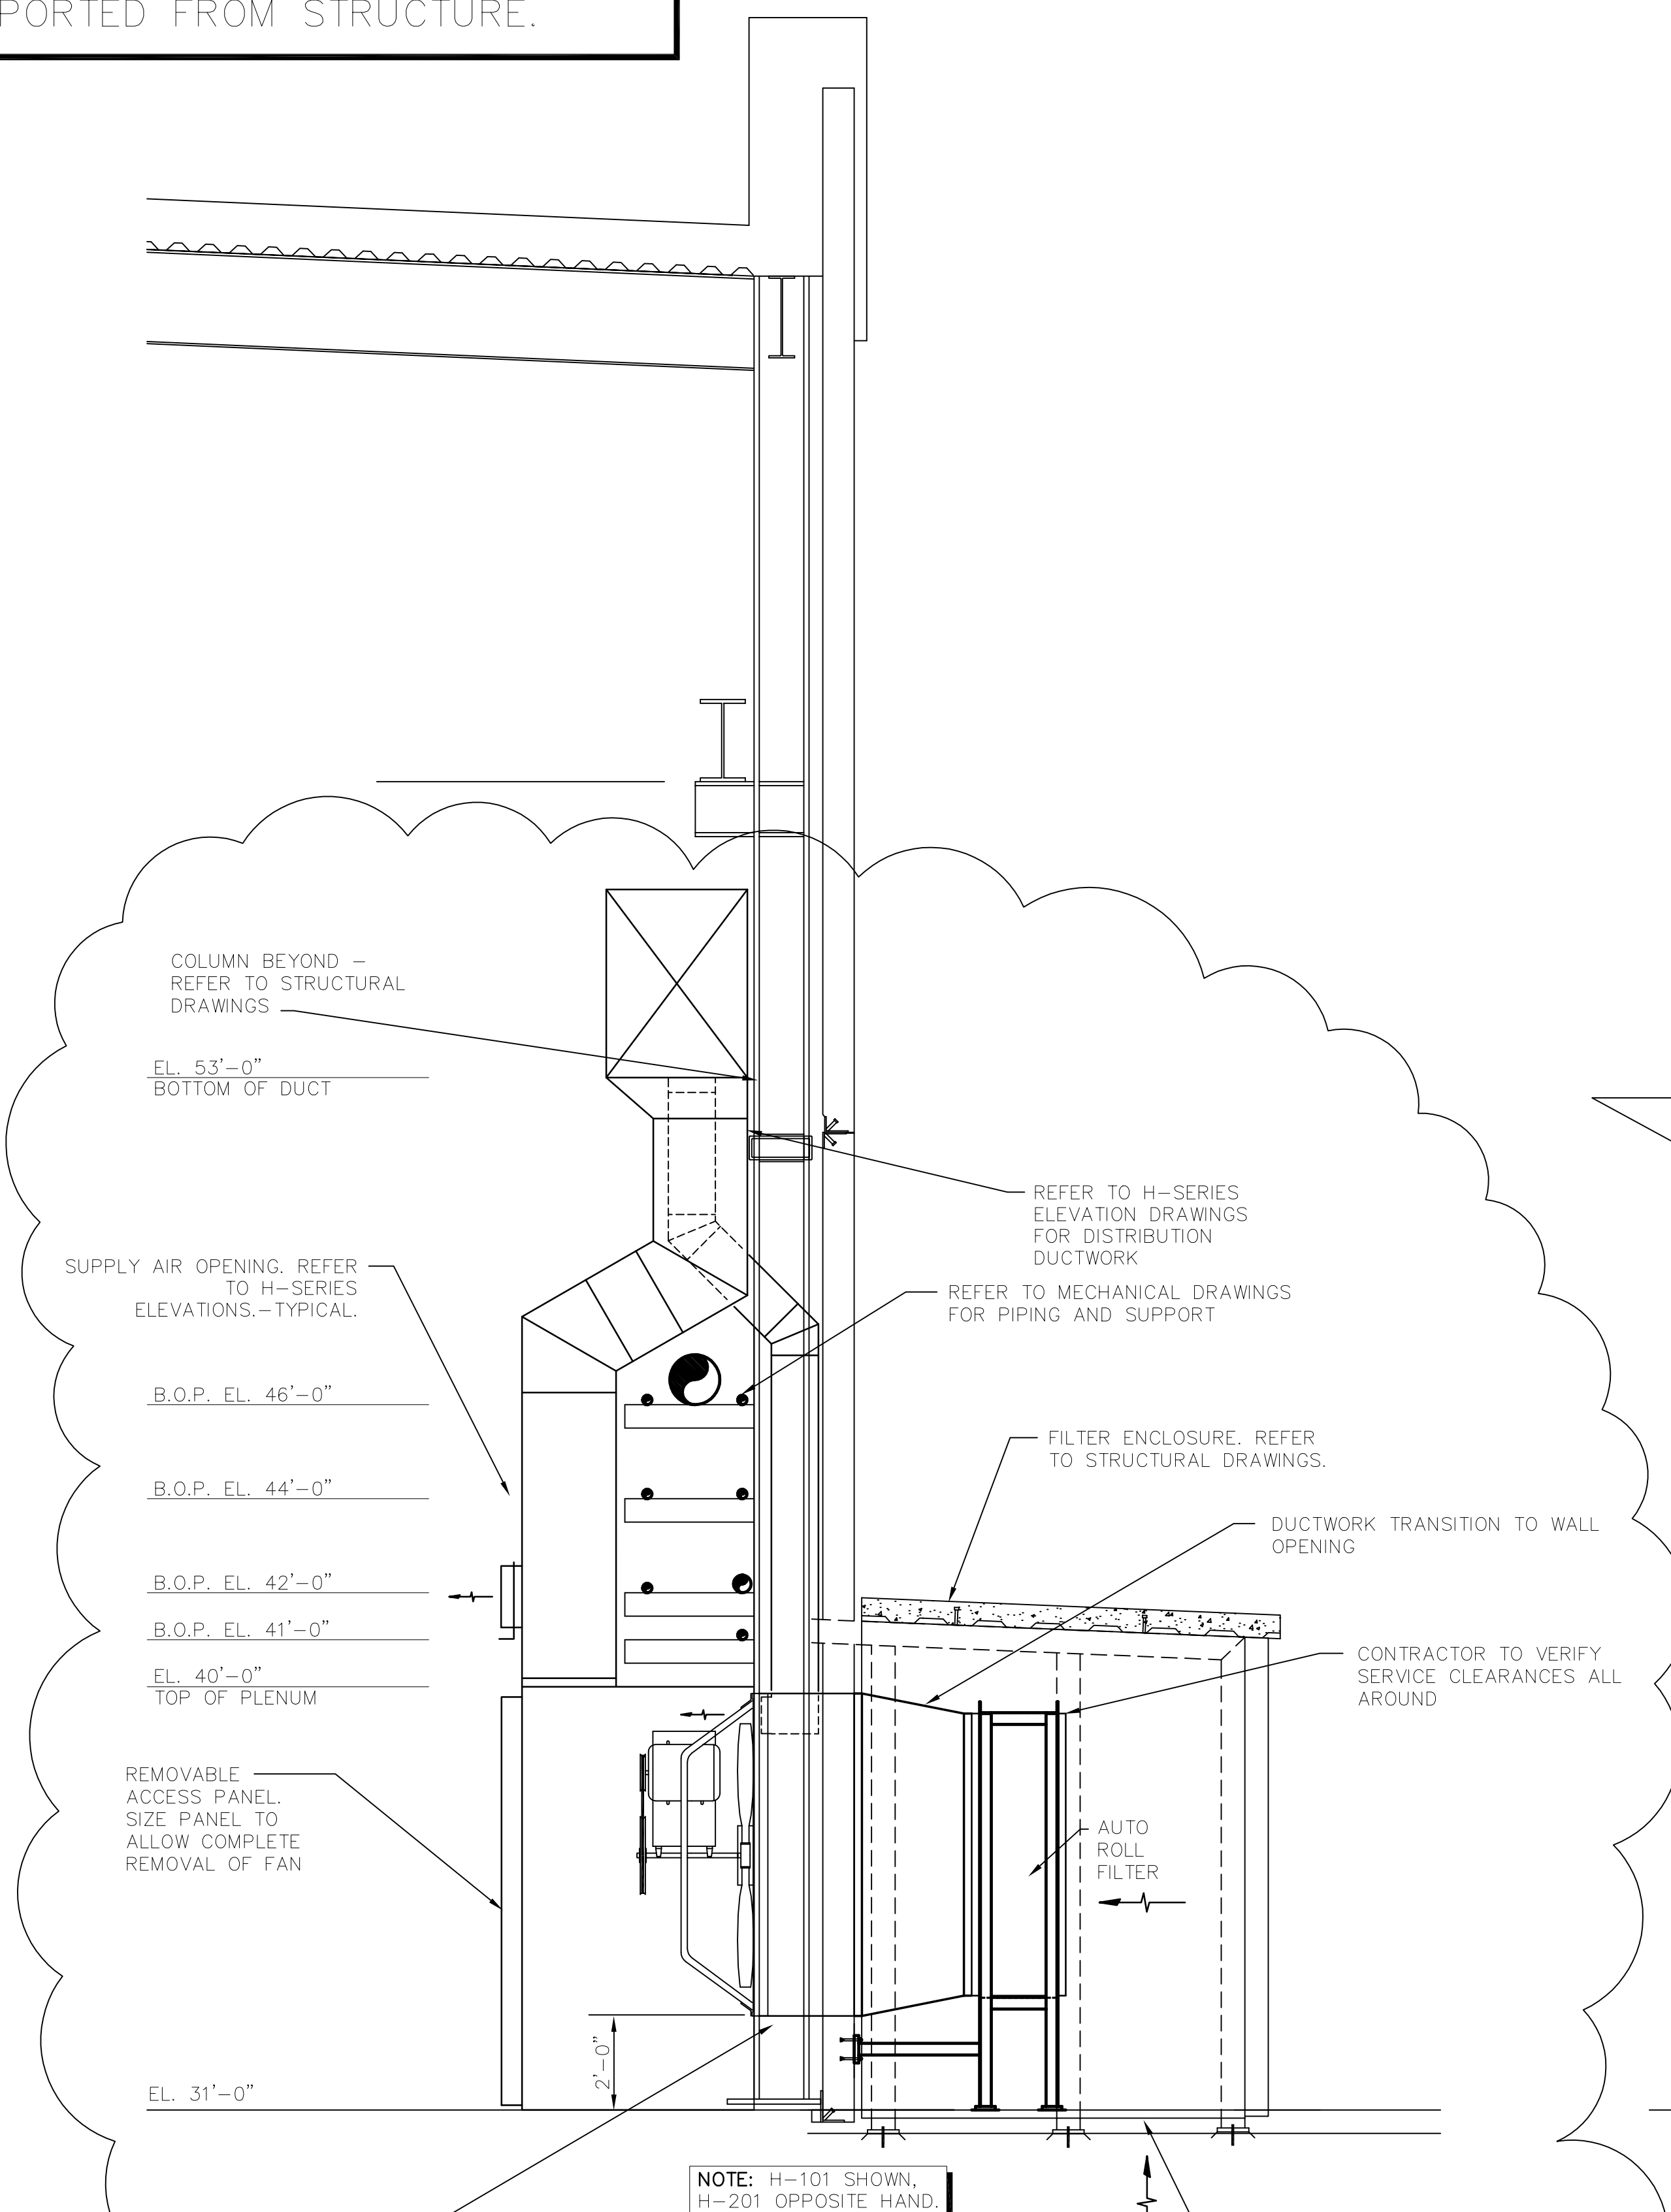 PORTED FROM STRUCTURE.
COLUMN BEYOND –
REFER TO STRUCTURAL
DRAWINGS
EL. 53'–0"
BOTTOM OF DUCT
REFER TO H–SERIES
ELEVATION DRAWINGS
FOR DISTRIBUTION
DUCTWORK
SUPPLY AIR OPENING. REFER
TO H–SERIES
ELEVATIONS.–TYPICAL.
REFER TO MECHANICAL DRAWINGS
FOR PIPING AND SUPPORT
B.O.P. EL. 46'–0"
FILTER ENCLOSURE. REFER
TO STRUCTURAL DRAWINGS.
B.O.P. EL. 44'–0"
DUCTWORK TRANSITION TO WALL
OPENING
B.O.P. EL. 42'–0"
B.O.P. EL. 41'–0"
EL. 40'–0"
TOP OF PLENUM
CONTRACTOR TO VERIFY
SERVICE CLEARANCES ALL
AROUND
REMOVABLE
ACCESS PANEL.
SIZE PANEL TO
ALLOW COMPLETE
REMOVAL OF FAN
AUTO
ROLL
FILTER
2'–0"
EL. 31'–0"
NOTE: H–101 SHOWN,
H–201 OPPOSITE HAND.